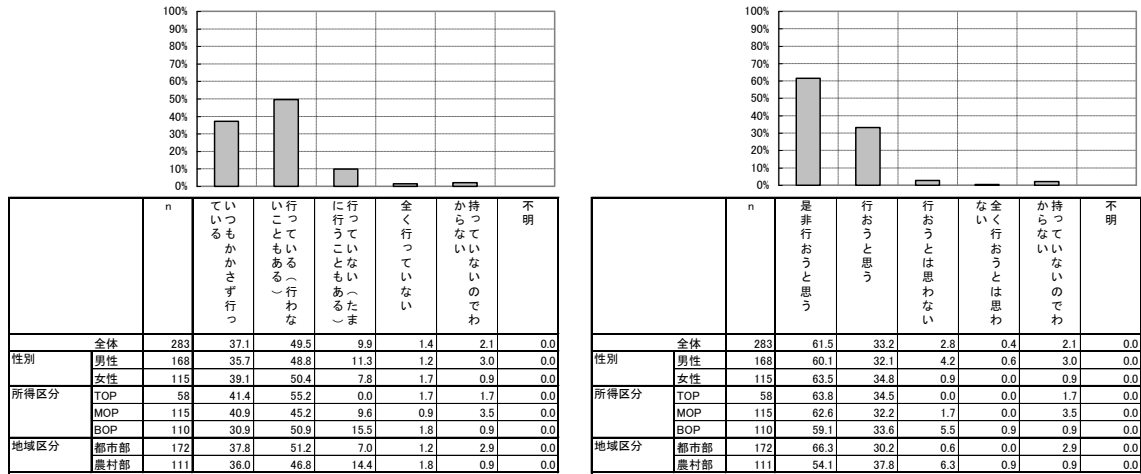 100%
90%
80%
70%
60%
50%
40%
30%
20%
10%
0%
n
いつもかかさず行っ
ている
行っている（行わな
いこともある）
行っていない（たま
に行うこともある）
全く行っていない
持っていないのでわ
からない
不明
全体 283 37.1 49.5 9.9 1.4 2.1 0.0
性別 男性 168 35.7 48.8 11.3 1.2 3.0 0.0
女性 115 39.1 50.4 7.8 1.7 0.9 0.0
所得区分 TOP 58 41.4 55.2 0.0 1.7 1.7 0.0
MOP 115 40.9 45.2 9.6 0.9 3.5 0.0
BOP 110 30.9 50.9 15.5 1.8 0.9 0.0
地域区分 都市部 172 37.8 51.2 7.0 1.2 2.9 0.0
農村部 111 36.0 46.8 14.4 1.8 0.9 0.0
100%
90%
80%
70%
60%
50%
40%
30%
20%
10%
0%
n
是非行おうと思う
行おうと思う
行おうとは思わない
全く行おうとは思わ
ない
持っていないのでわ
からない
不明
全体 283 61.5 33.2 2.8 0.4 2.1 0.0
性別 男性 168 60.1 32.1 4.2 0.6 3.0 0.0
女性 115 63.5 34.8 0.9 0.0 0.9 0.0
所得区分 TOP 58 63.8 34.5 0.0 0.0 1.7 0.0
MOP 115 62.6 32.2 1.7 0.0 3.5 0.0
BOP 110 59.1 33.6 5.5 0.9 0.9 0.0
地域区分 都市部 172 66.3 30.2 0.6 0.0 2.9 0.0
農村部 111 54.1 37.8 6.3 0.9 0.9 0.0